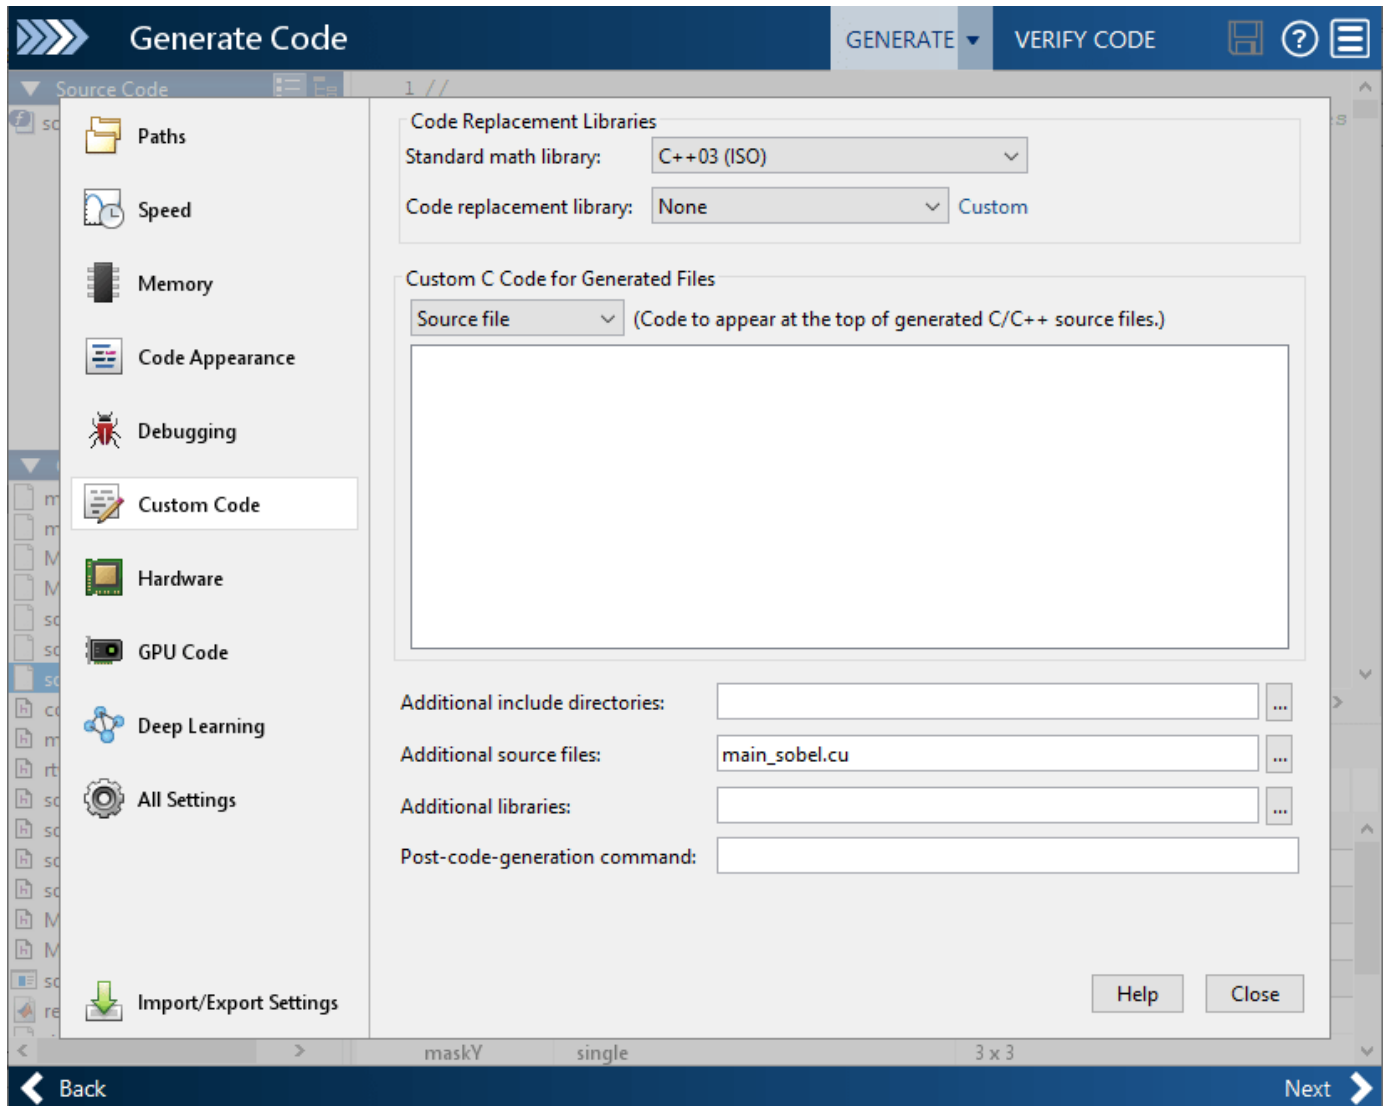 Generate Code
GENERATE
VERIFY CODE
?
Source Code
1 //
Paths
Speed
Memory
Code Appearance
Debugging
Custom Code
Hardware
GPU Code
Deep Learning
All Settings
Import/Export Settings
Code Replacement Libraries
Standard math library: C++03 (ISO)
Code replacement library: None Custom
Custom C Code for Generated Files
Source file (Code to appear at the top of generated C/C++ source files.)
Additional include directories: ...
Additional source files: main_sobel.cu ...
Additional libraries: ...
Post-code-generation command:
Help Close
maskY single 3 x 3
Back
Next